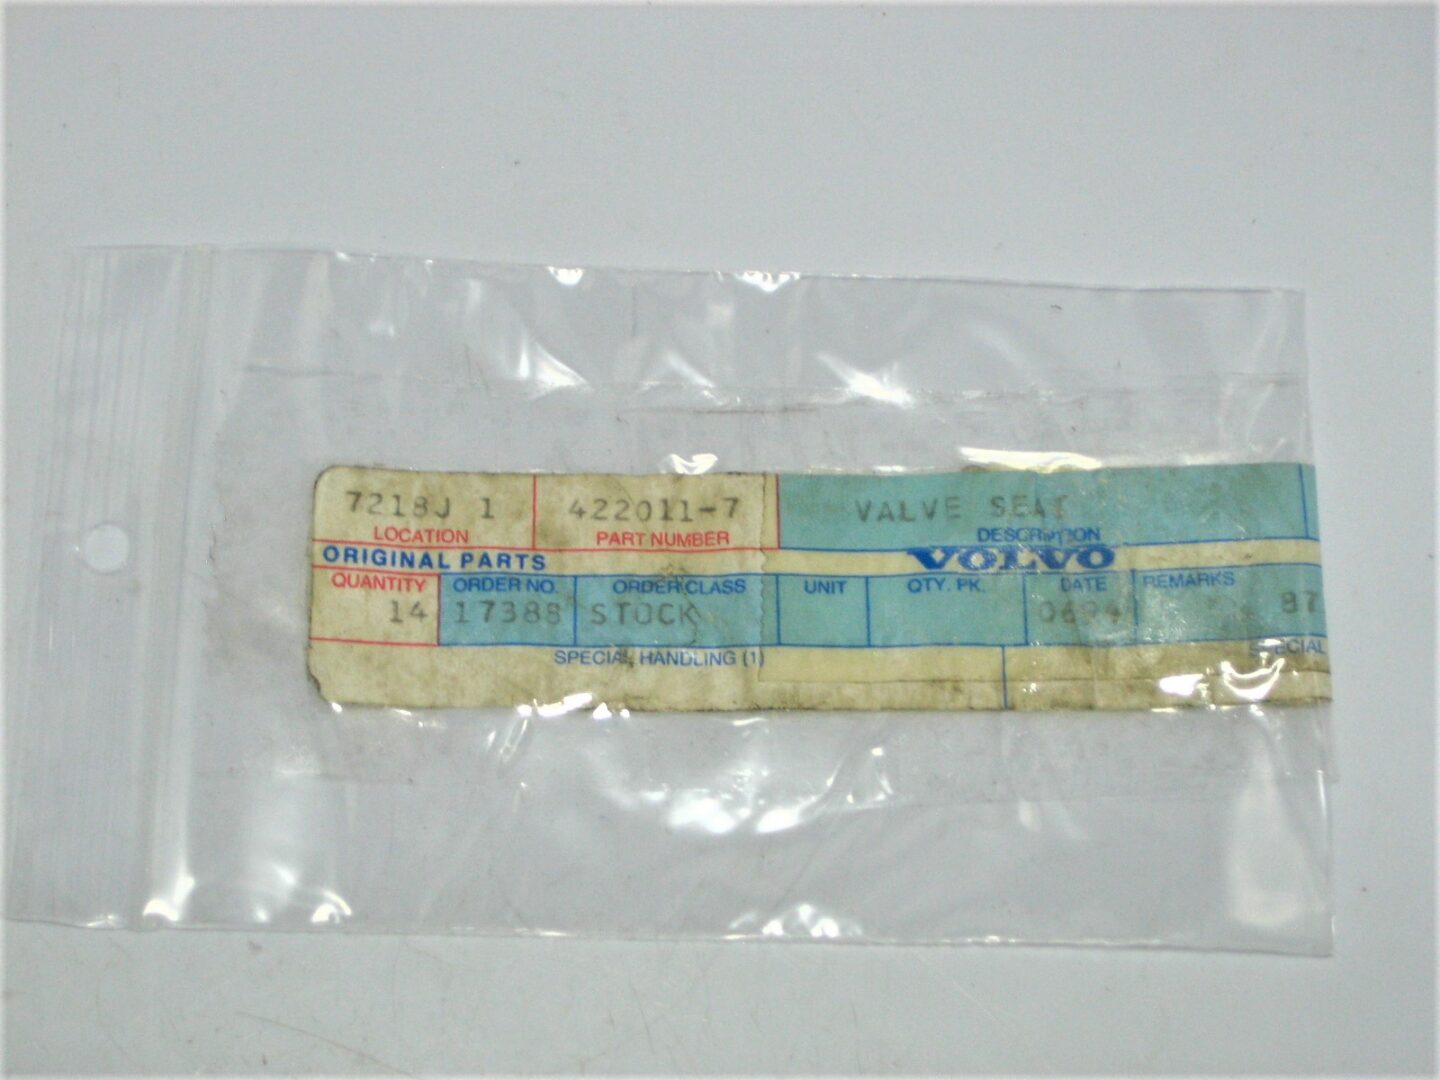 7218J 1 422011-7 VALVE SEAT
LOCATION PART NUMBER DESCRIPTION
ORIGINAL PARTS VOLVO
QUANTITY ORDER NO. ORDER CLASS UNIT QTY. PK. DATE REMARKS
14 17388 STOCK 0694 87
SPECIAL HANDLING (1) SPECIAL